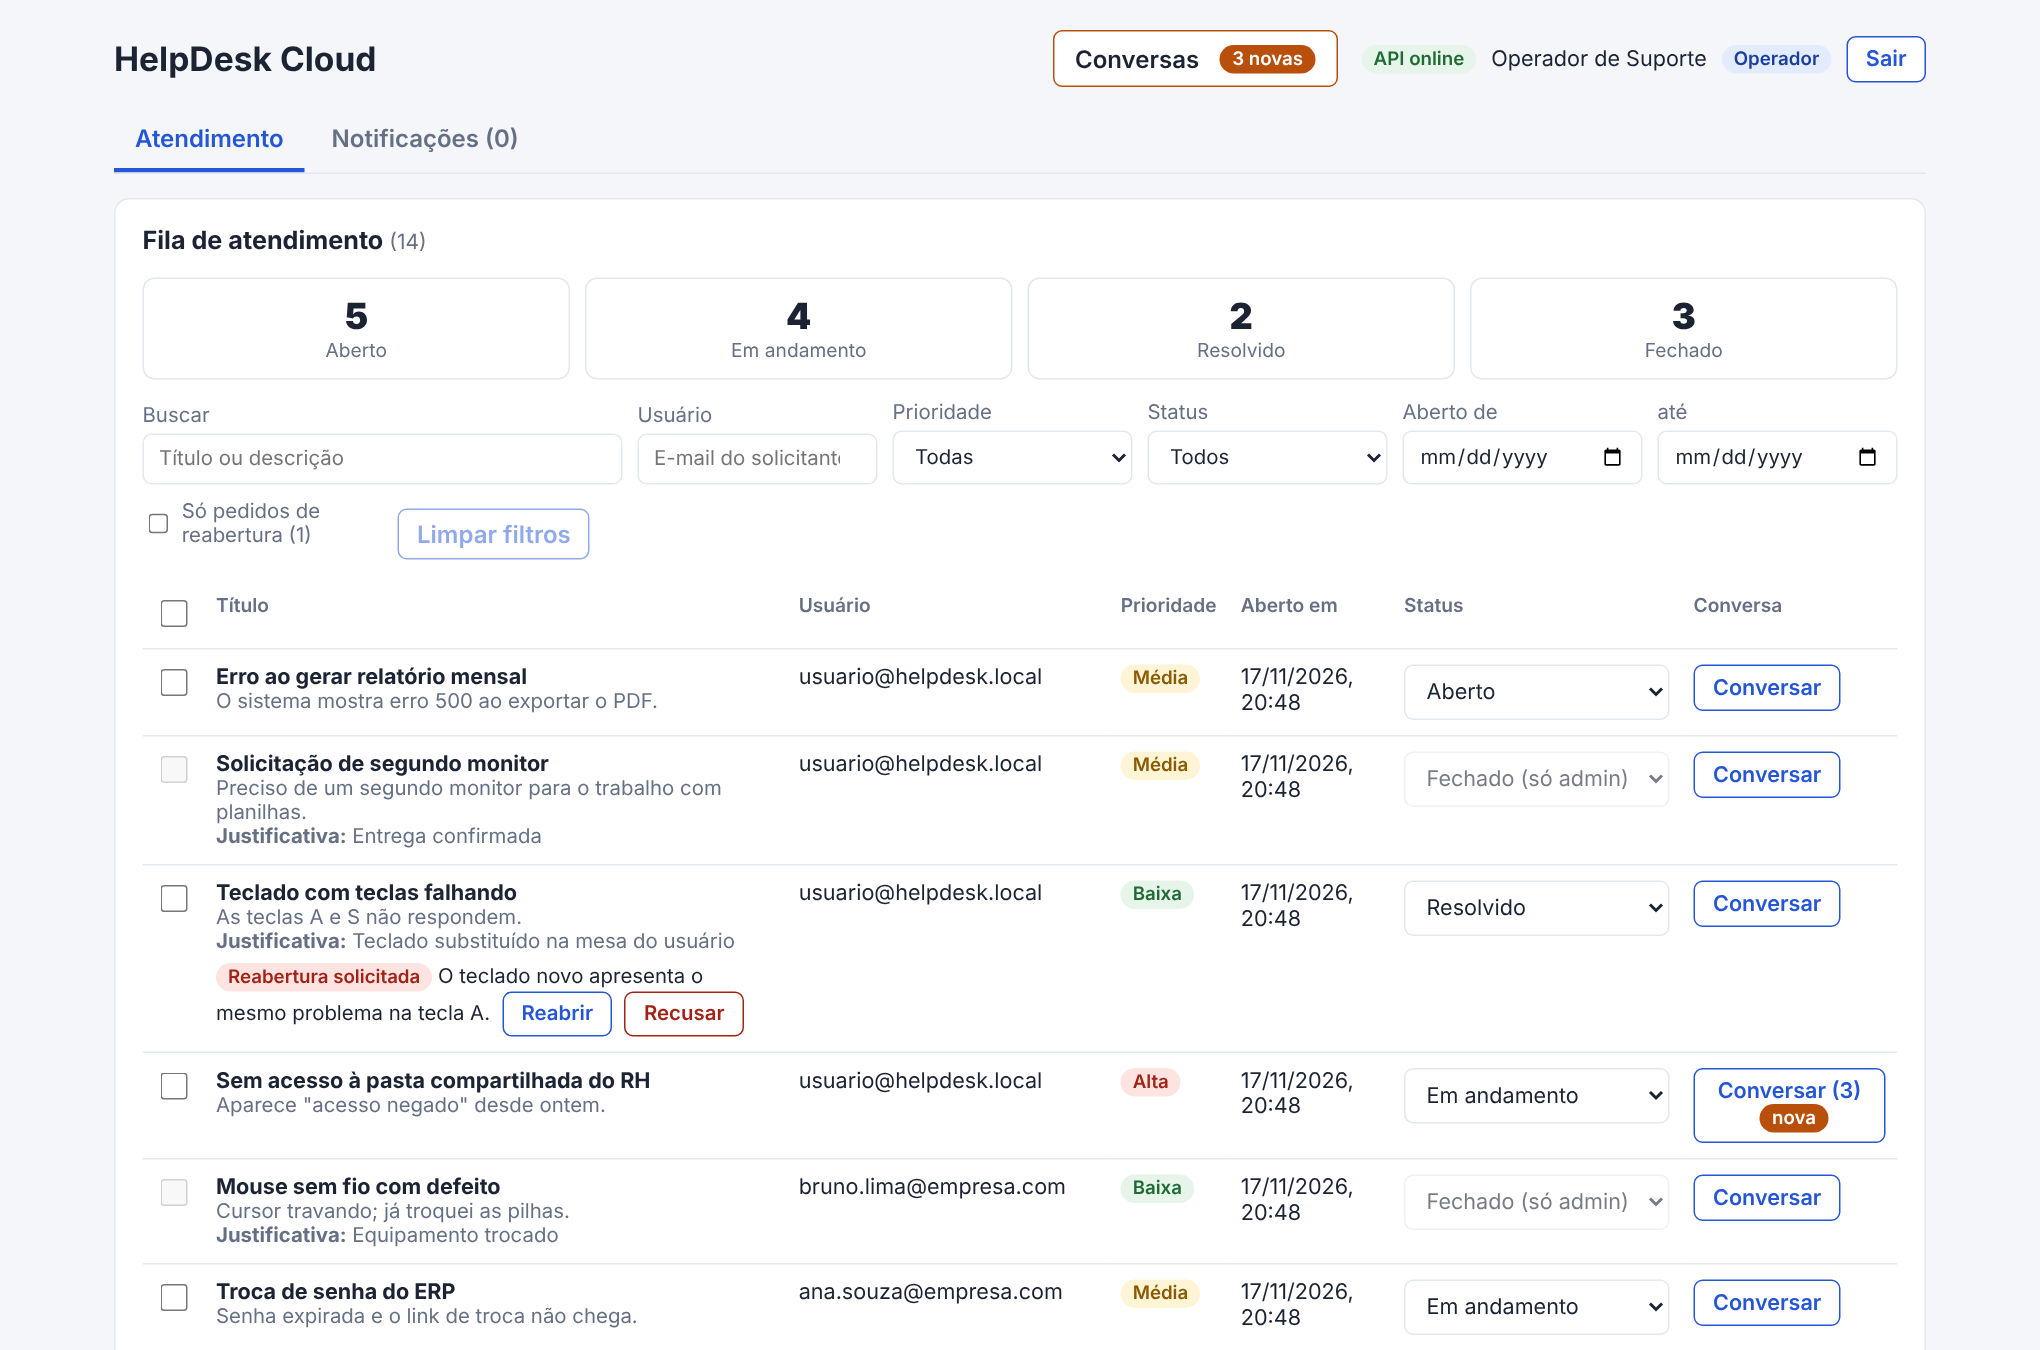 HelpDesk Cloud
Conversas 3 novas API online Operador de Suporte Operador Sair
Atendimento Notificações (0)
Fila de atendimento (14)
5 4 2 3
Aberto Em andamento Resolvido Fechado
Buscar Usuário Prioridade Status Aberto de até
Título ou descrição E-mail do solicitant Todas Todos mm/dd/yyyy mm/dd/yyyy
Só pedidos de
reabertura (1)
Limpar filtros
Título Usuário Prioridade Aberto em Status Conversa
Erro ao gerar relatório mensal usuario@helpdesk.local Média 17/11/2026, Aberto Conversar
O sistema mostra erro 500 ao exportar o PDF. 20:48
Solicitação de segundo monitor usuario@helpdesk.local Média 17/11/2026, Fechado (só admin) Conversar
Preciso de um segundo monitor para o trabalho com 20:48
planilhas.
Justificativa: Entrega confirmada
Teclado com teclas falhando usuario@helpdesk.local Baixa 17/11/2026, Resolvido Conversar
As teclas A e S não respondem. 20:48
Justificativa: Teclado substituído na mesa do usuário
Reabertura solicitada O teclado novo apresenta o
mesmo problema na tecla A. Reabrir Recusar
Sem acesso à pasta compartilhada do RH usuario@helpdesk.local Alta 17/11/2026, Em andamento Conversar (3)
Aparece "acesso negado" desde ontem. 20:48 nova
Mouse sem fio com defeito bruno.lima@empresa.com Baixa 17/11/2026, Fechado (só admin) Conversar
Cursor travando; já troquei as pilhas. 20:48
Justificativa: Equipamento trocado
Troca de senha do ERP ana.souza@empresa.com Média 17/11/2026, Em andamento Conversar
Senha expirada e o link de troca não chega. 20:48